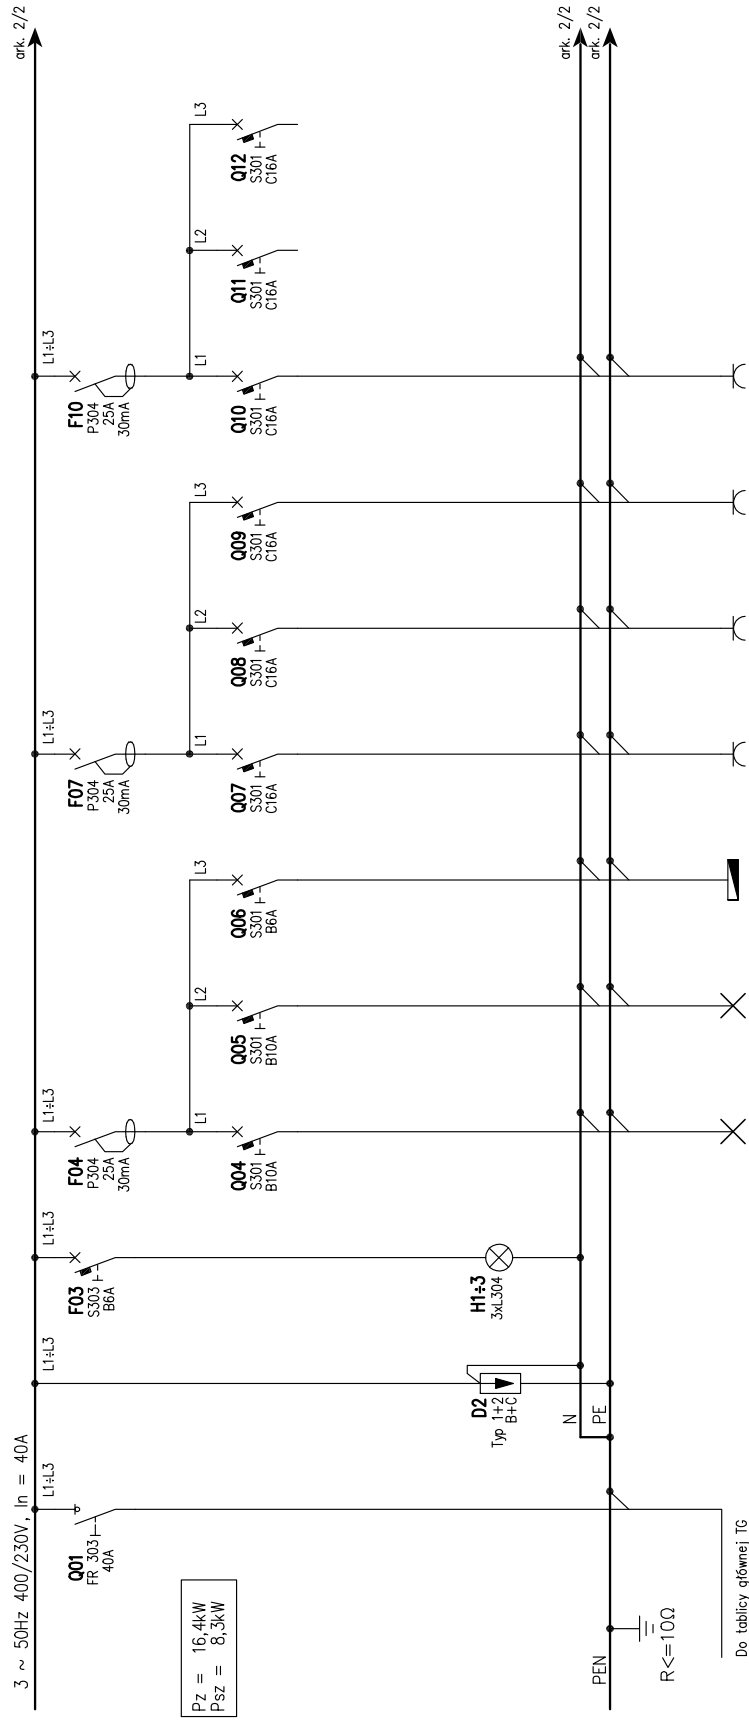 3 ~ 50Hz 400/230V, In = 40A
ark. 2/2
L1÷L3
Q01
FR 303
40A
Pz = 16,4kW
Psz = 8,3kW
L1÷L3
D2
Typ 1+2
B+C
L1÷L3
F03
S303
B6A
H1÷3
3xL304
L1÷L3
F04
P304
25A
30mA
L1
Q04
S301
B10A
L2
Q05
S301
B10A
L3
Q06
S301
B6A
L1÷L3
F07
P304
25A
30mA
L1
Q07
S301
C16A
L2
Q08
S301
C16A
L3
Q09
S301
C16A
L1÷L3
F10
P304
25A
30mA
L1
Q10
S301
C16A
L2
Q11
S301
C16A
L3
Q12
S301
C16A
N
ark. 2/2
PEN
PE
ark. 2/2
R<=10Ω
Do tablicy głównej TG